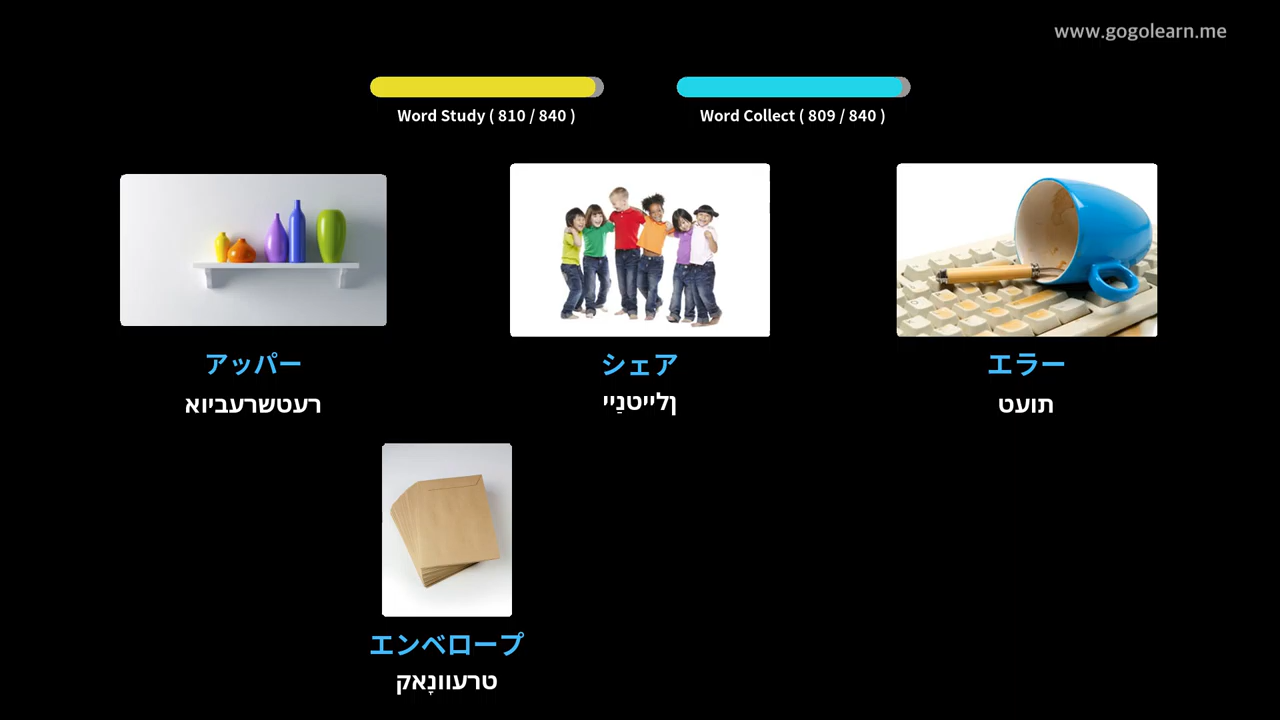 www.gogolearn.me
Word Study ( 810 / 840 )
Word Collect ( 809 / 840 )
アッパー
רעטשרעביוא
シェア
ןלייטנַיי
エラー
תועט
エンベロープ
טרעוונָאק